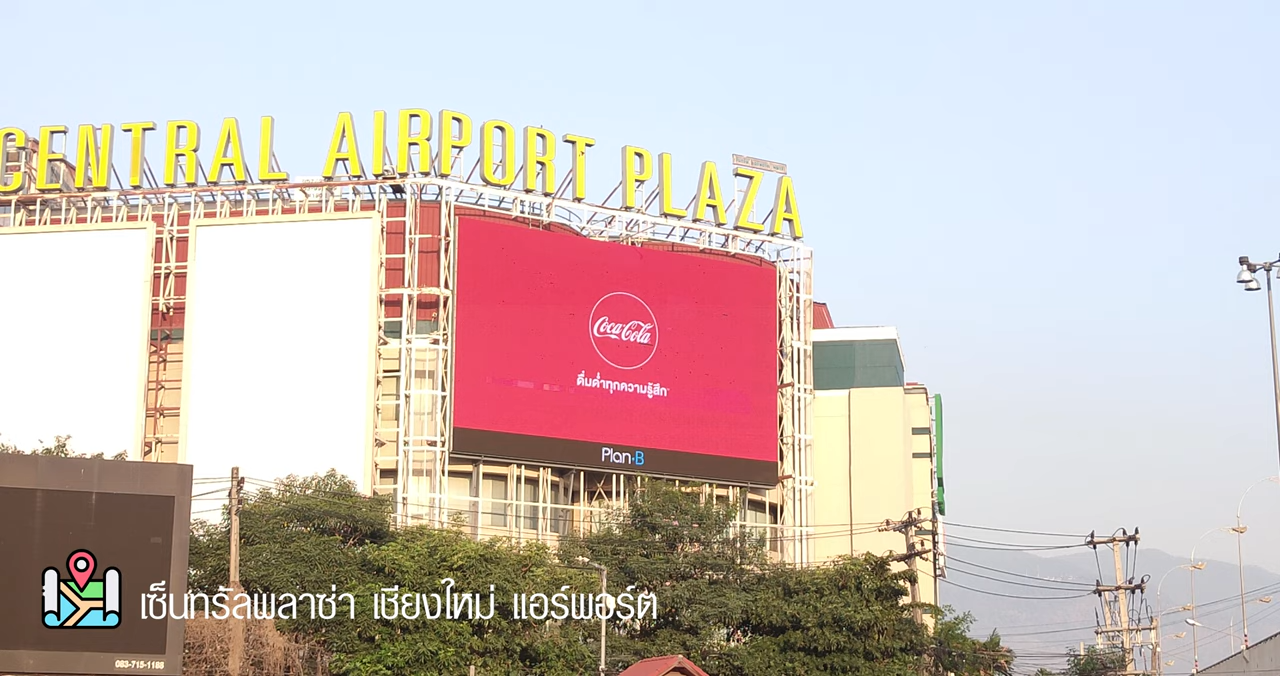 CENTRAL AIRPORT PLAZA
Coca-Cola
ดื่มด่ำทุกความรู้สึก
Plan·B
เซ็นทรัลพลาซ่า เชียงใหม่ แอร์พอร์ต
083-715-1185